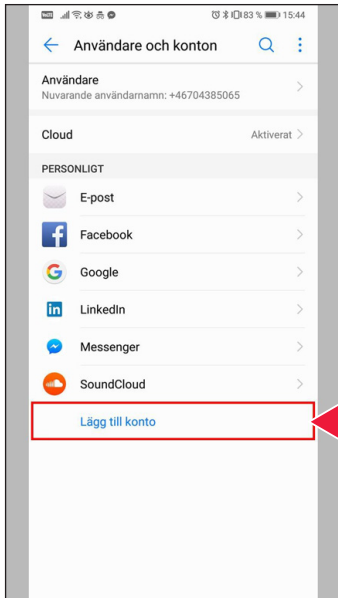 83 % 15:44
Användare och konton
Användare
Nuvarande användarnamn: +46704385065
Cloud
Aktiverat
PERSONLIGT
E-post
Facebook
Google
LinkedIn
Messenger
SoundCloud
Lägg till konto